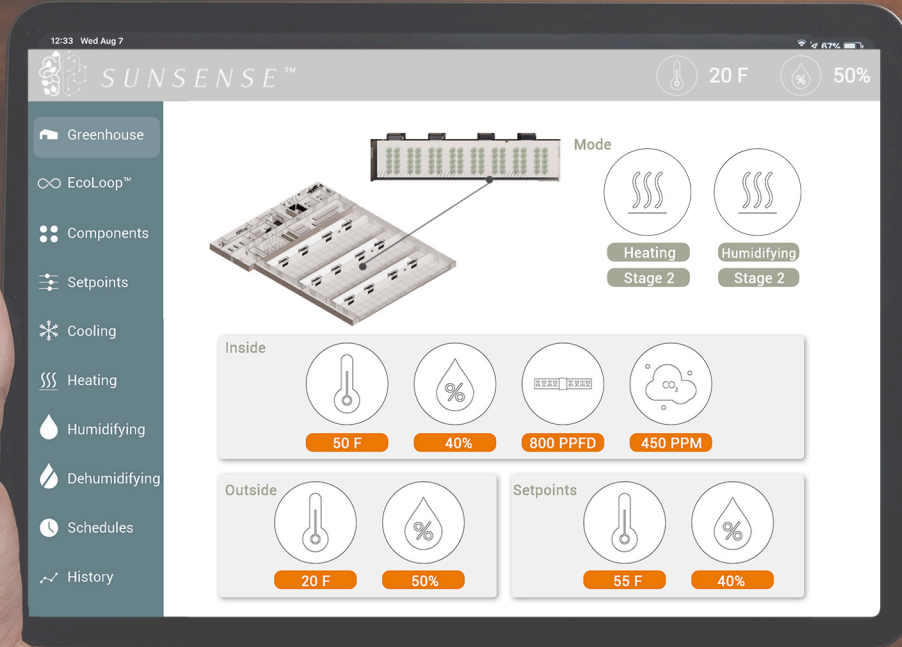 12:33 Wed Aug 7
67%
SUNSENSE™
20 F
50%
Greenhouse
EcoLoop™
Components
Setpoints
Cooling
Heating
Humidifying
Dehumidifying
Schedules
History
Mode
Heating
Stage 2
Humidifying
Stage 2
Inside
%
CO2
50 F
40%
800 PPFD
450 PPM
Outside
%
20 F
50%
Setpoints
%
55 F
40%